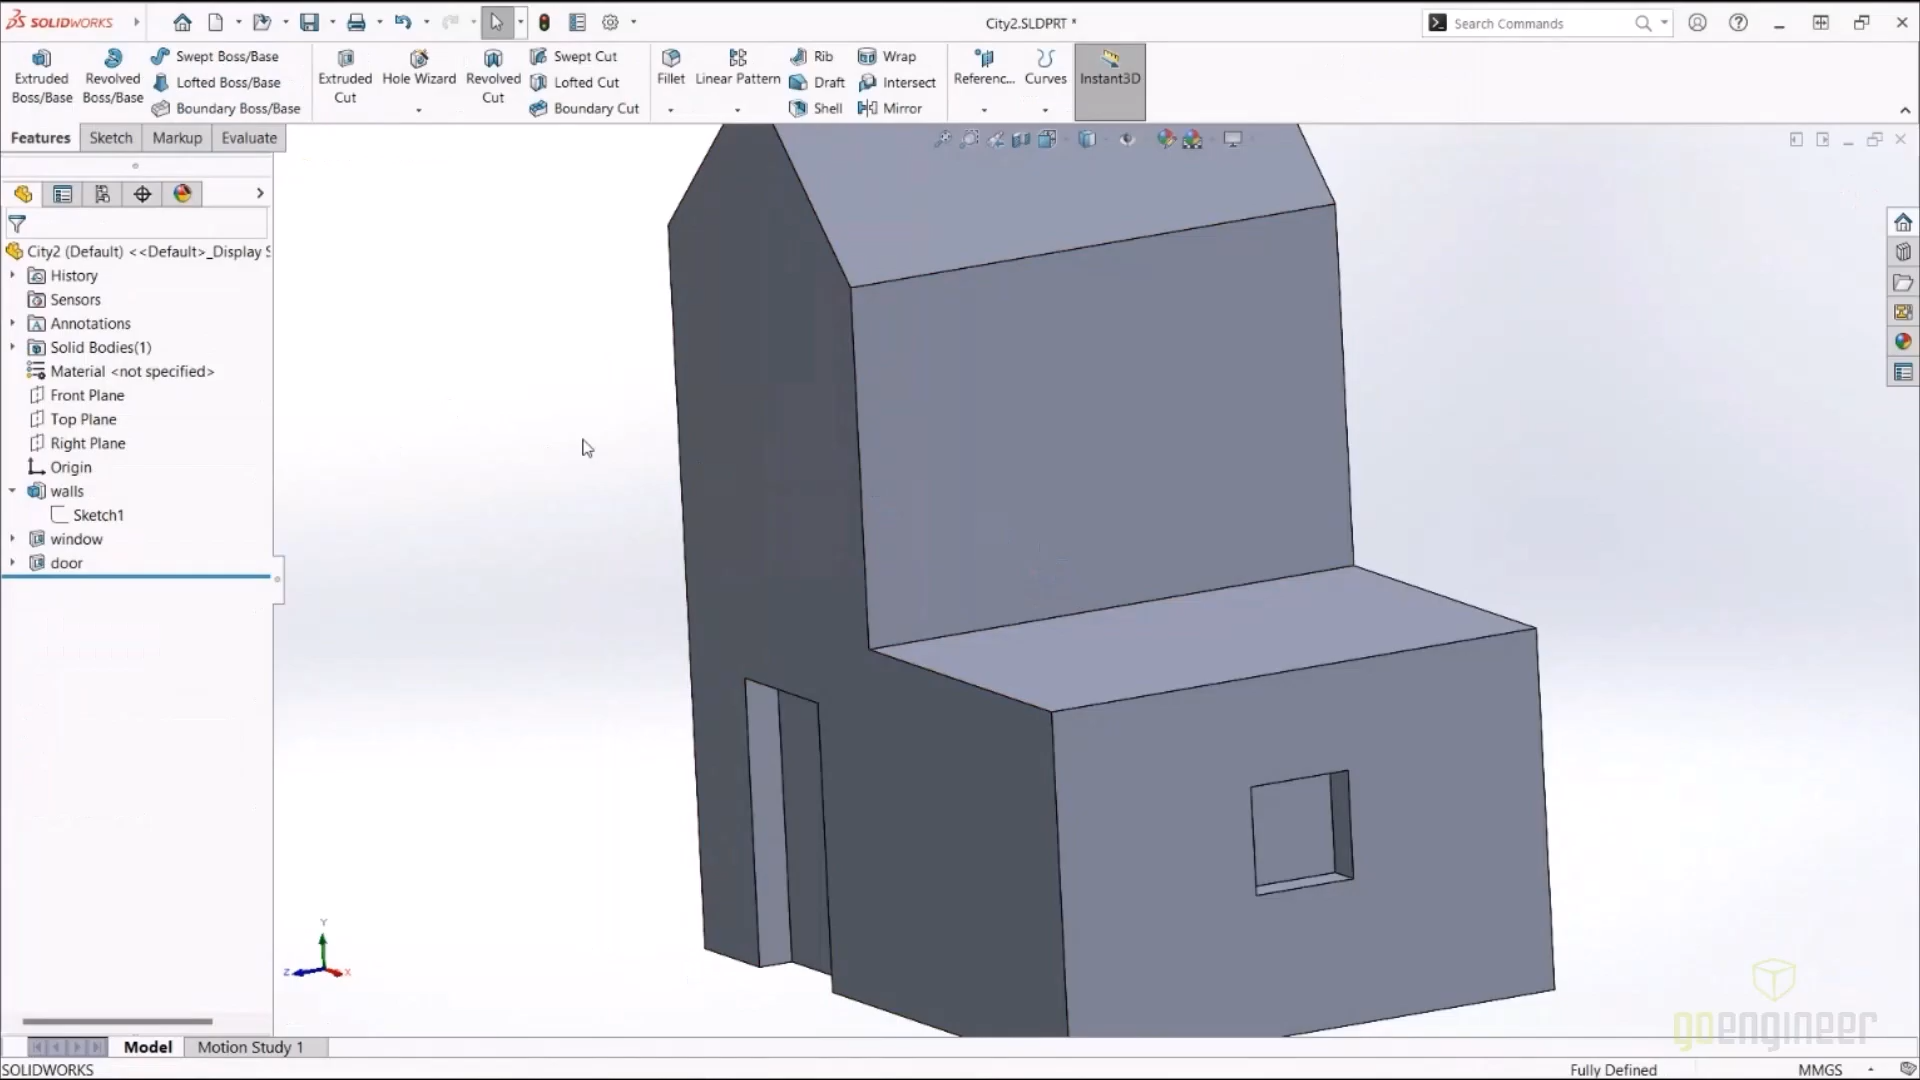 SOLIDWORKS
City2.SLDPRT *
Search Commands
Extruded Boss/Base
Revolved Boss/Base
Swept Boss/Base
Lofted Boss/Base
Boundary Boss/Base
Extruded Cut
Hole Wizard
Revolved Cut
Swept Cut
Lofted Cut
Boundary Cut
Fillet
Linear Pattern
Rib
Draft
Shell
Wrap
Intersect
Mirror
Referenc...
Curves
Instant3D
Features
Sketch
Markup
Evaluate
City2 (Default) <<Default>_Display S
History
Sensors
Annotations
Solid Bodies(1)
Material <not specified>
Front Plane
Top Plane
Right Plane
Origin
walls
Sketch1
window
door
Y
Z
X
goengineer
Model
Motion Study 1
SOLIDWORKS
Fully Defined
MMGS